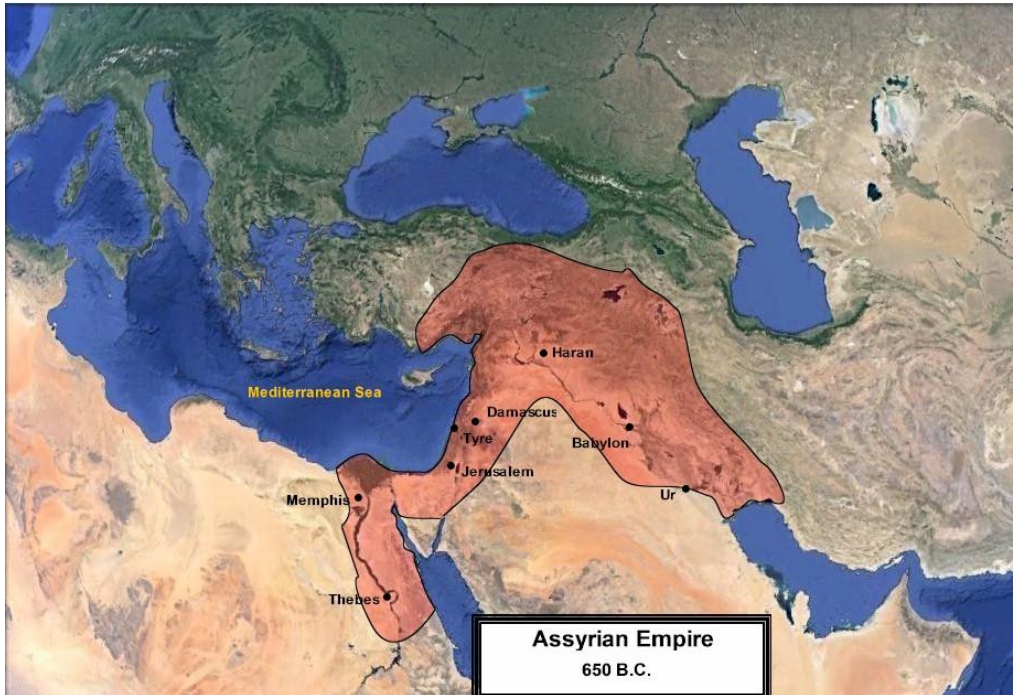 Haran
Mediterranean Sea
Damascus
Tyre
Babylon
Jerusalem
Memphis
Ur
Thebes
Assyrian Empire
650 B.C.